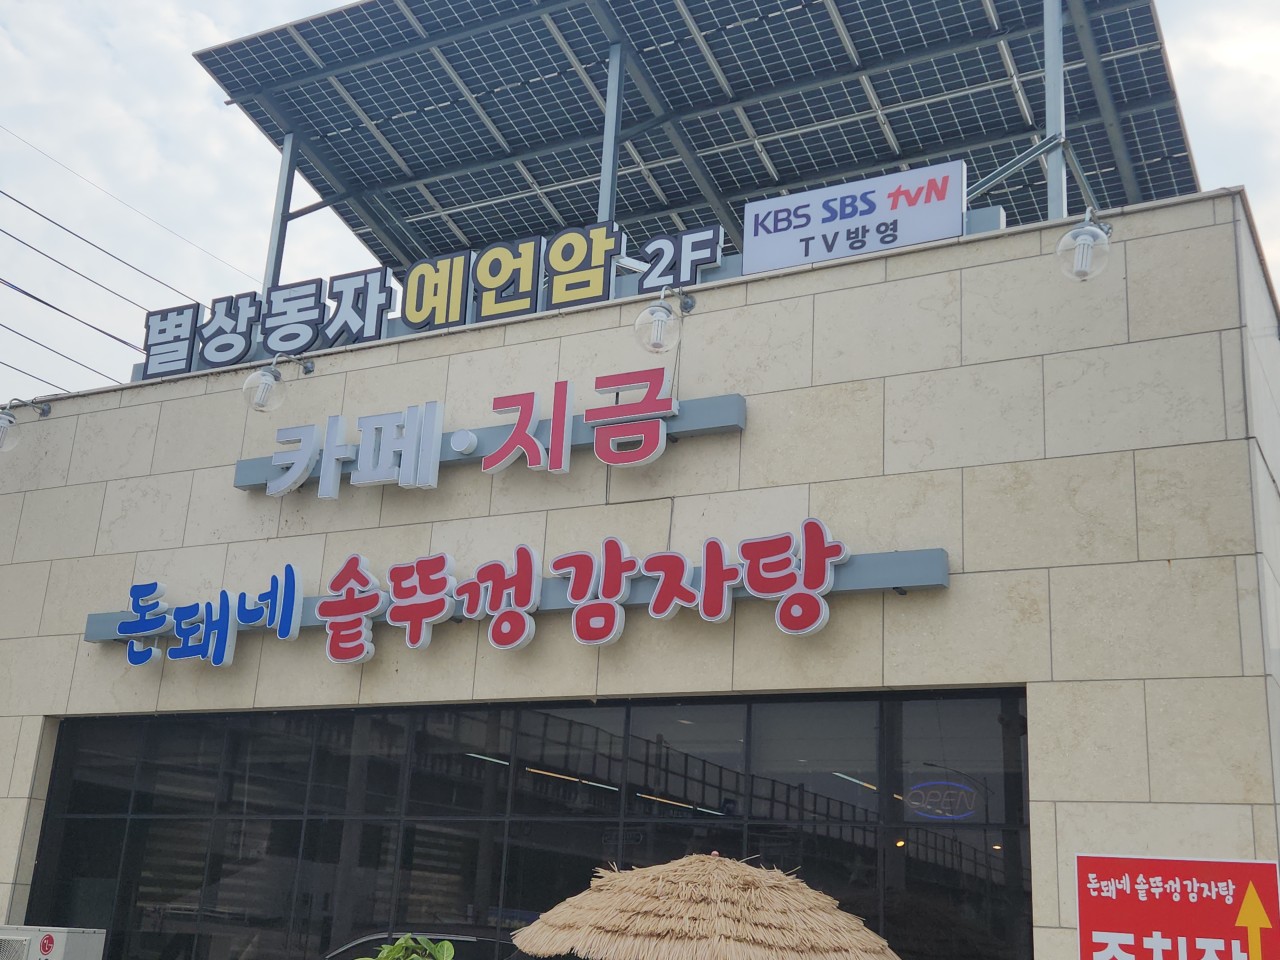 별상동자 예언암 2F
KBS SBS tvN
TV방영
카페·지금
돈돼네 솥뚜껑 감자탕
OPEN
돈돼네 솥뚜껑 감자탕
LG